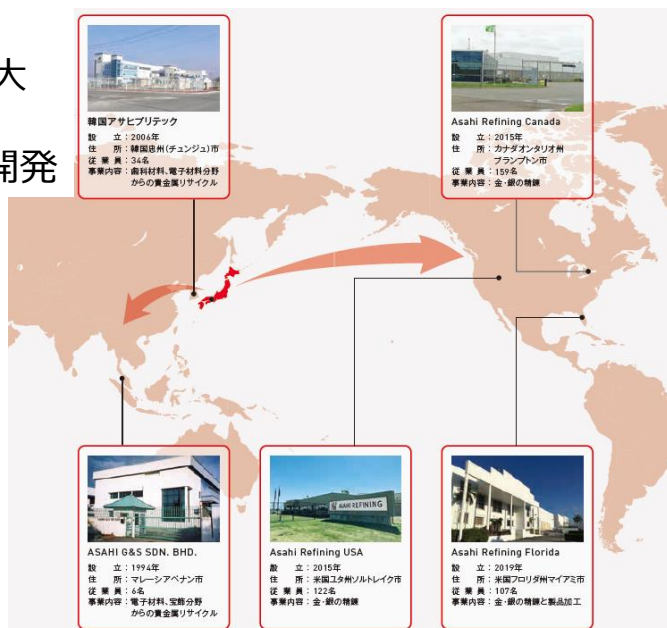 大
開発
韓国アサヒプリテック
設　立：2006年
住　所：韓国忠州(チュンジュ)市
従業員：34名
事業内容：歯科材料、電子材料分野
からの貴金属リサイクル
Asahi Refining Canada
設　立：2015年
住　所：カナダオンタリオ州
ブランプトン市
従業員：159名
事業内容：金・銀の精錬
ASAHI G&S SDN. BHD.
設　立：1994年
住　所：マレーシアペナン市
従業員：6名
事業内容：電子材料、宝飾分野
からの貴金属リサイクル
ASAHI REFINING
Asahi Refining USA
設　立：2015年
住　所：米国ユタ州ソルトレイク市
従業員：122名
事業内容：金・銀の精錬
Asahi Refining Florida
設　立：2019年
住　所：米国フロリダ州マイアミ市
従業員：107名
事業内容：金・銀の精錬と製品加工